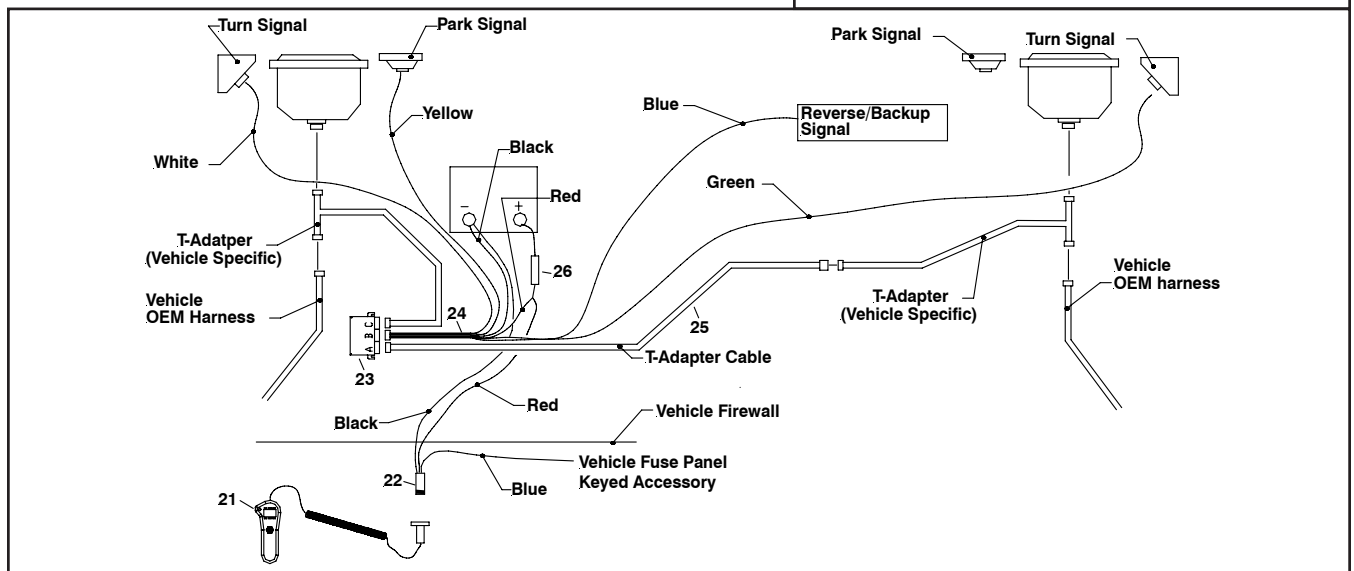 Turn Signal
Park Signal
Park Signal
Turn Signal
Yellow
Blue
Reverse/Backup
Signal
White
Black
Red
Green
− +
T-Adatper
(Vehicle Specific)
26
Vehicle
OEM Harness
24
25
T-Adapter
(Vehicle Specific)
Vehicle
OEM harness
C
B
A
23
T-Adapter Cable
Black
Red
Vehicle Firewall
22
Blue
Vehicle Fuse Panel
Keyed Accessory
21